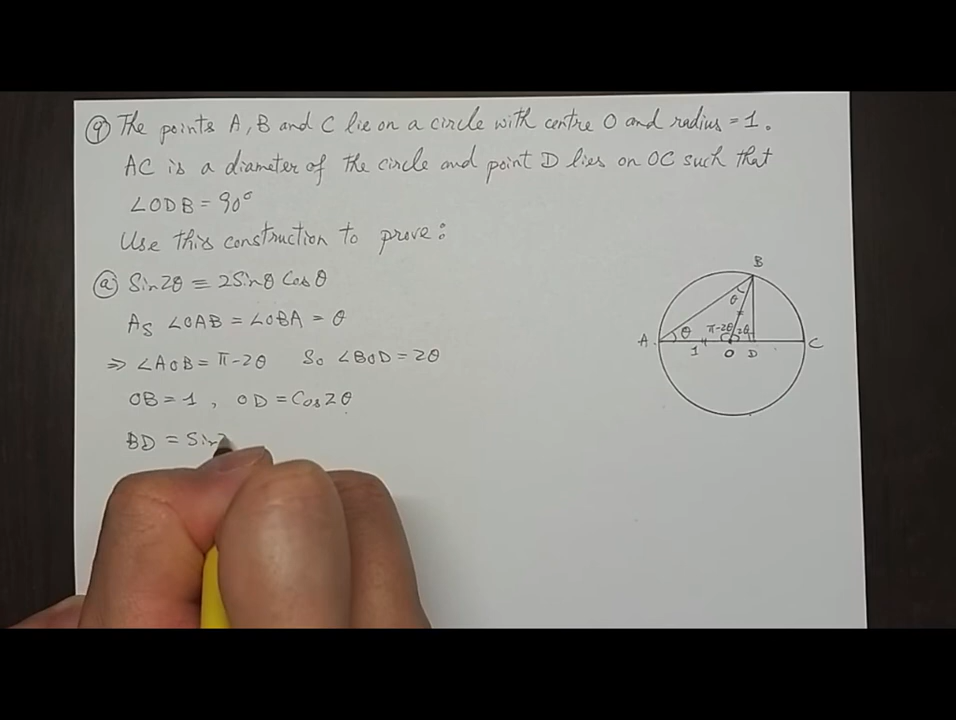 9 The points A, B and C lie on a circle with centre O and radius = 1.
AC is a diameter of the circle and point D lies on OC such that
∠ODB = 90°
Use this construction to prove:
a Sin2θ ≡ 2Sinθ Cosθ
As ∠OAB = ∠OBA = θ
⇒ ∠AOB = π-2θ So ∠BOD = 2θ
OB = 1 , OD = Cos2θ
BD = Sin2
B
θ
A θ π-2θ 2θ C
1 O D